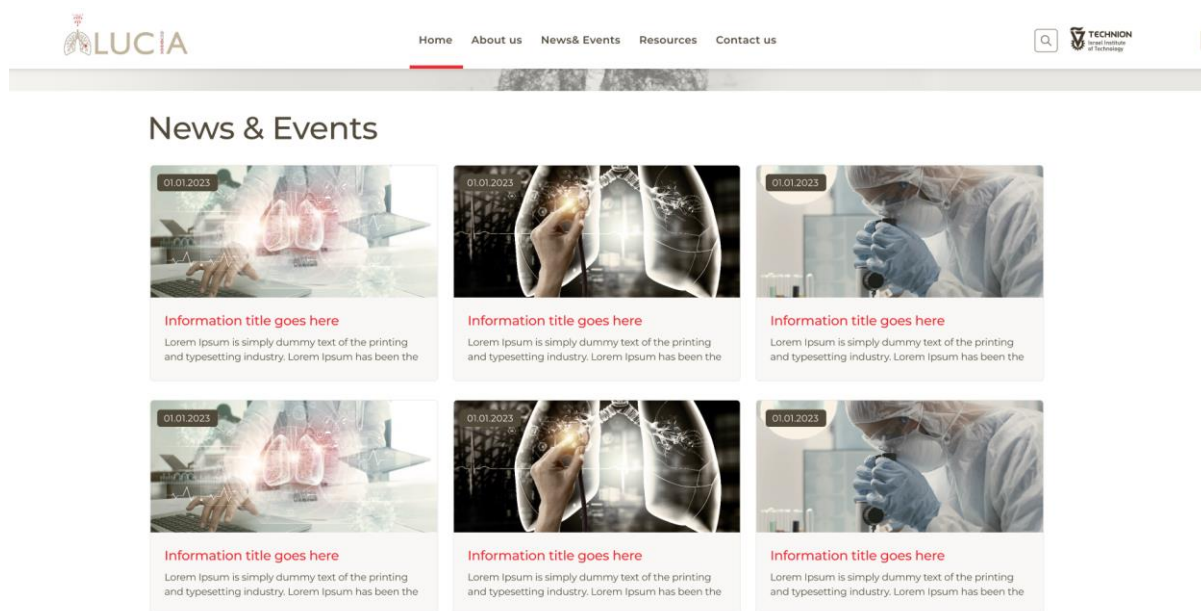 LUCIA
Home About us News& Events Resources Contact us
TECHNION
Israel Institute
of Technology
News & Events
01.01.2023
Information title goes here
Lorem Ipsum is simply dummy text of the printing
and typesetting industry. Lorem Ipsum has been the
01.01.2023
Information title goes here
Lorem Ipsum is simply dummy text of the printing
and typesetting industry. Lorem Ipsum has been the
01.01.2023
Information title goes here
Lorem Ipsum is simply dummy text of the printing
and typesetting industry. Lorem Ipsum has been the
01.01.2023
Information title goes here
Lorem Ipsum is simply dummy text of the printing
and typesetting industry. Lorem Ipsum has been the
01.01.2023
Information title goes here
Lorem Ipsum is simply dummy text of the printing
and typesetting industry. Lorem Ipsum has been the
01.01.2023
Information title goes here
Lorem Ipsum is simply dummy text of the printing
and typesetting industry. Lorem Ipsum has been the